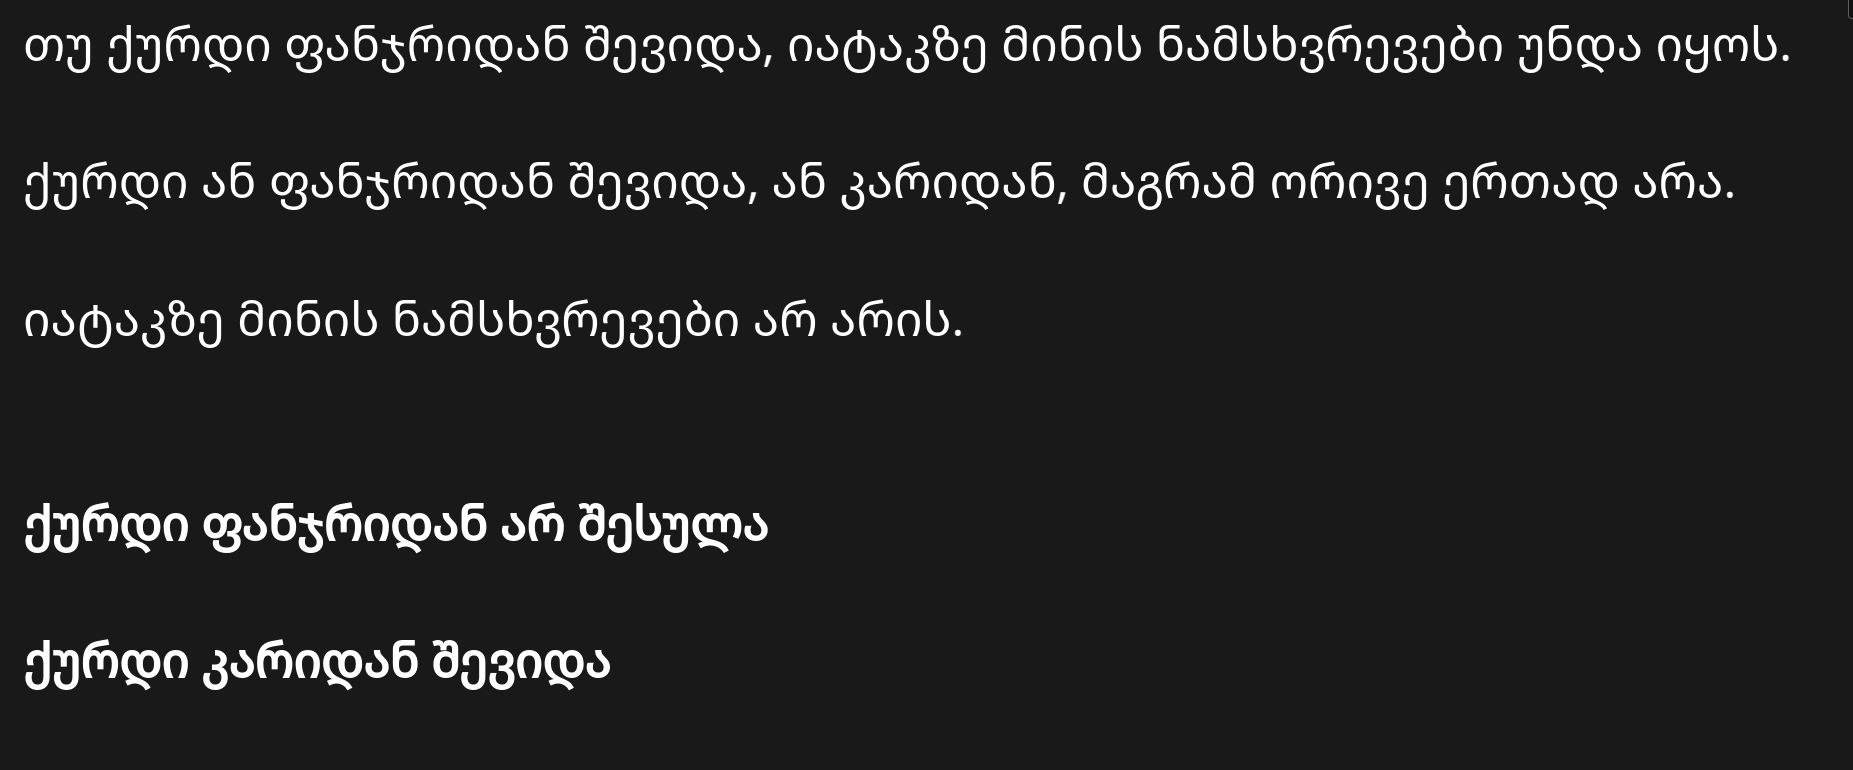 თუ ქურდი ფანჯრიდან შევიდა, იატაკზე მინის ნამსხვრევები უნდა იყოს.
ქურდი ან ფანჯრიდან შევიდა, ან კარიდან, მაგრამ ორივე ერთად არა.
იატაკზე მინის ნამსხვრევები არ არის.
ქურდი ფანჯრიდან არ შესულა
ქურდი კარიდან შევიდა